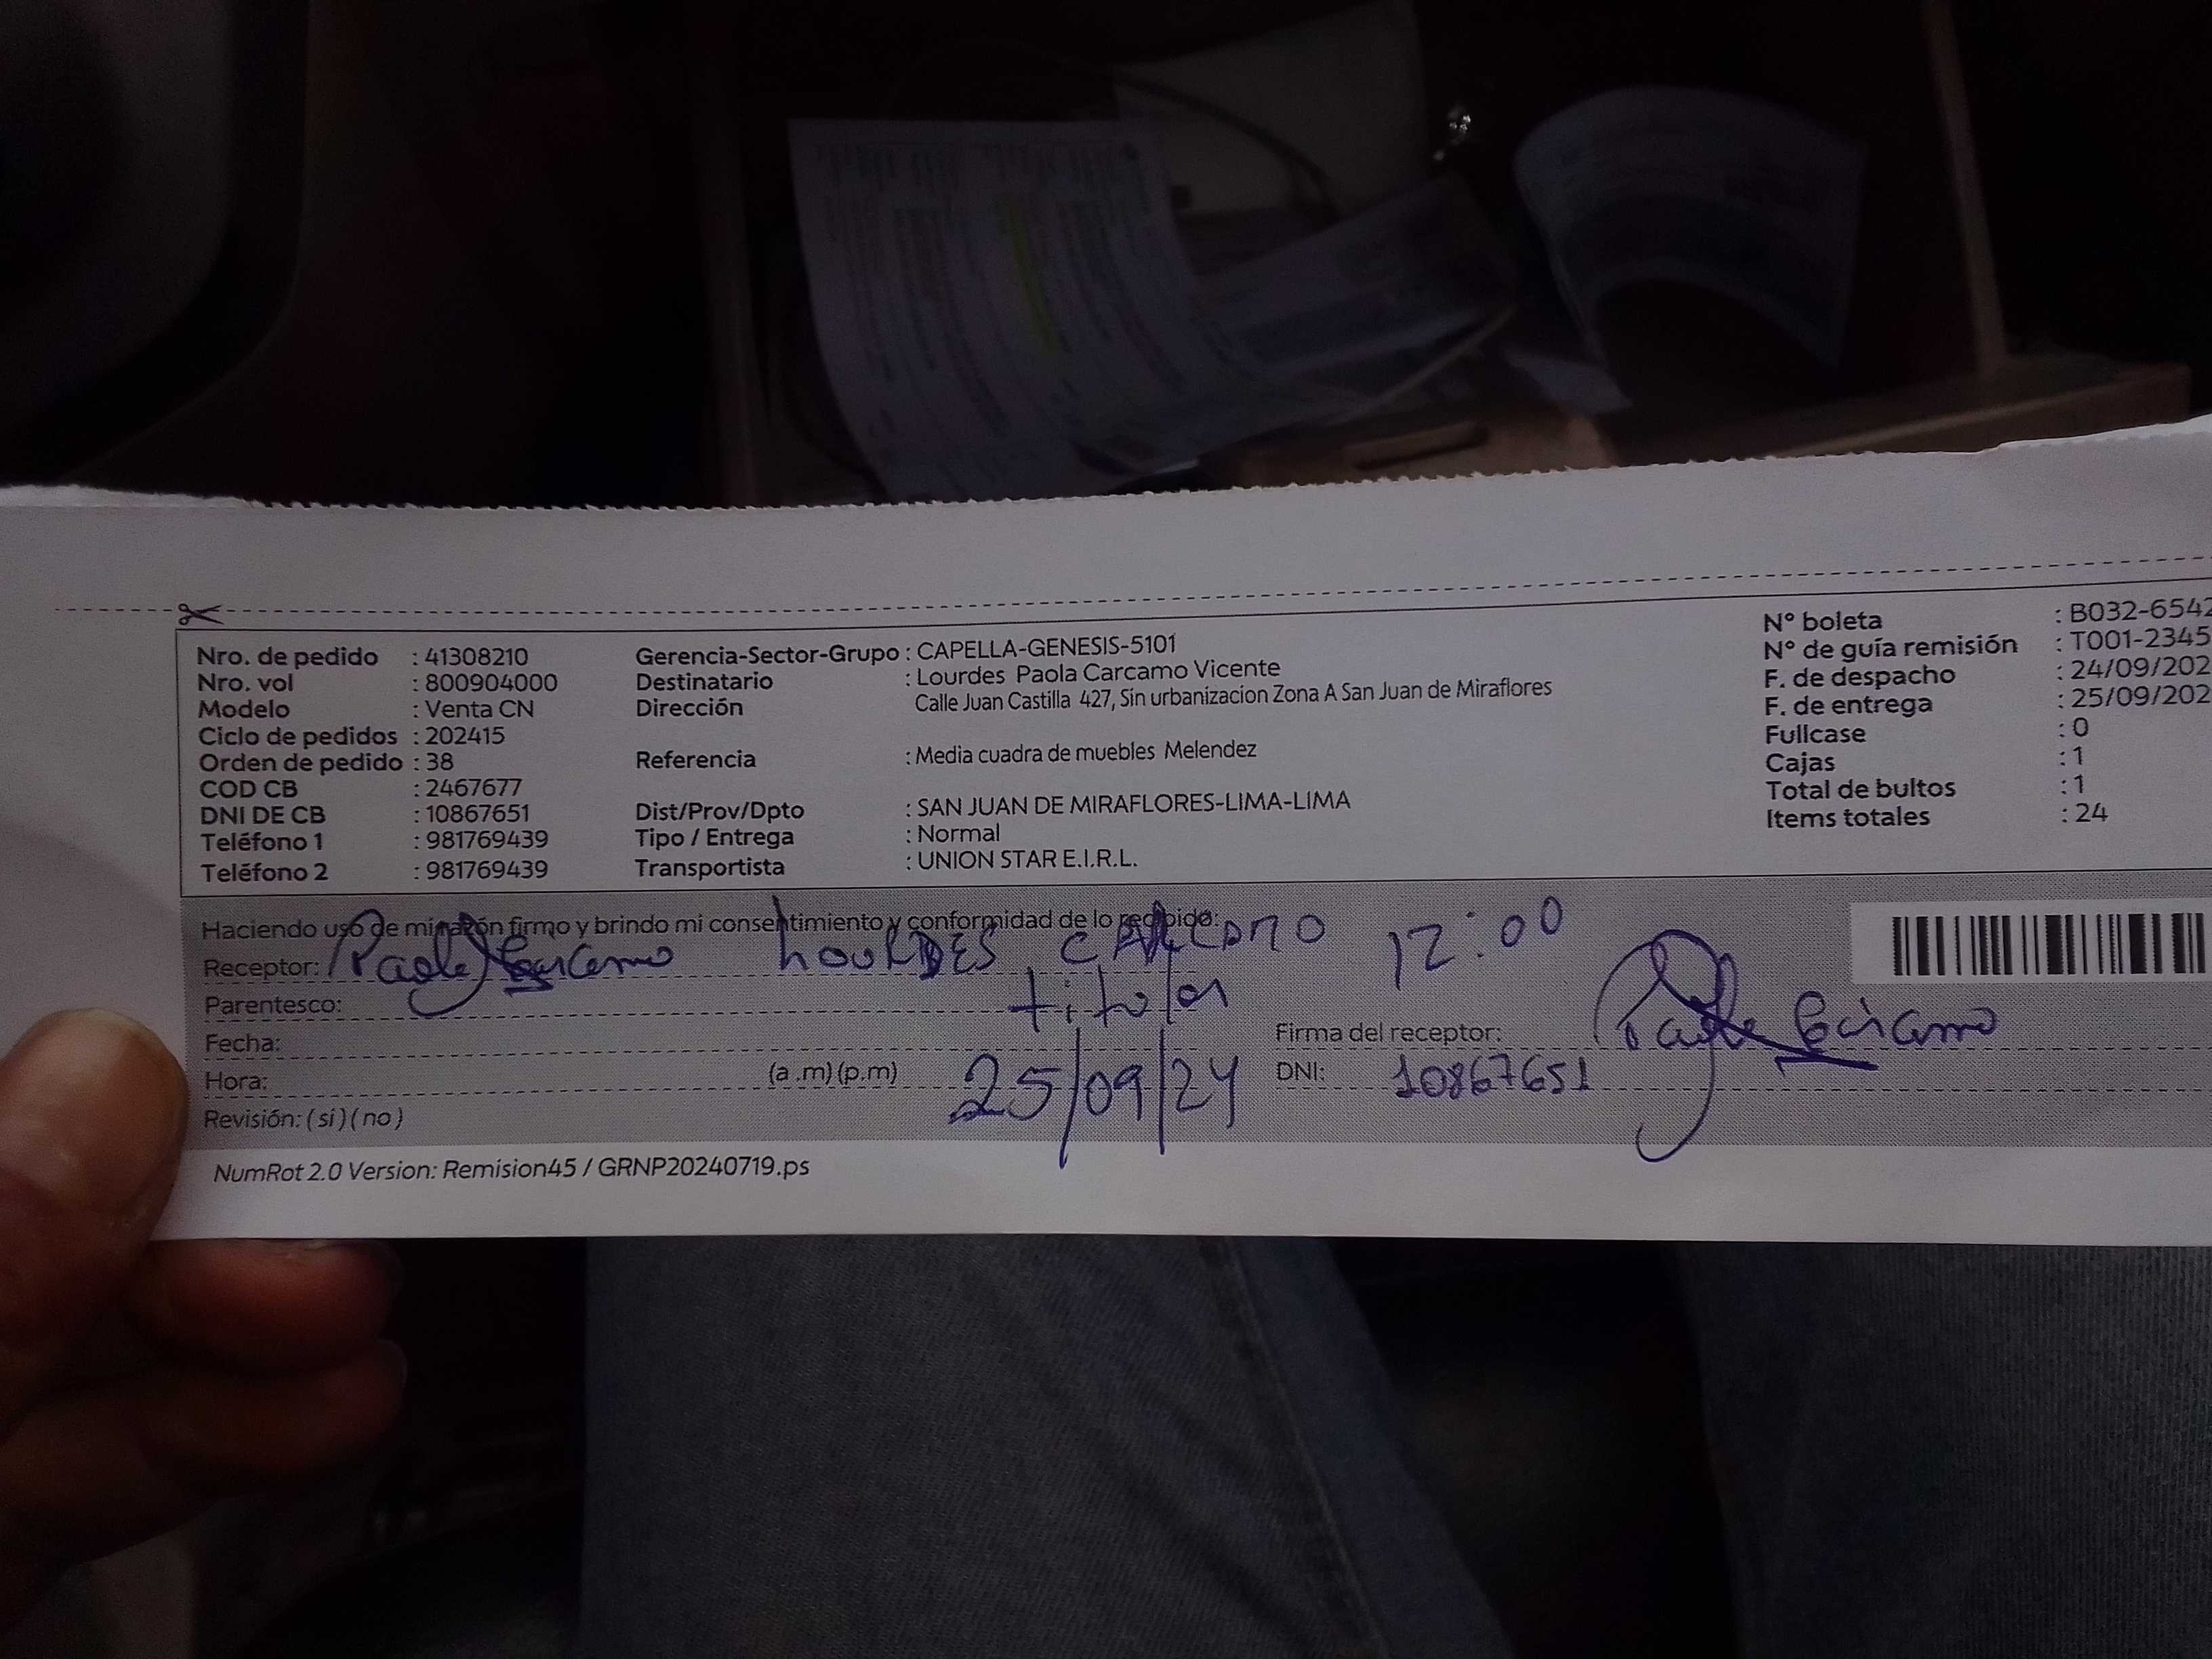 Nro. de pedido : 41308210
Nro. vol : 800904000
Modelo : Venta CN
Ciclo de pedidos : 202415
Orden de pedido : 38
COD CB : 2467677
DNI DE CB : 10867651
Teléfono 1 : 981769439
Teléfono 2 : 981769439
Gerencia-Sector-Grupo : CAPELLA-GENESIS-5101
Destinatario : Lourdes Paola Carcamo Vicente
Dirección Calle Juan Castilla 427, Sin urbanizacion Zona A San Juan de Miraflores
Referencia : Media cuadra de muebles Melendez
Dist/Prov/Dpto : SAN JUAN DE MIRAFLORES-LIMA-LIMA
Tipo / Entrega : Normal
Transportista : UNION STAR E.I.R.L.
N° boleta : B032-6542
N° de guía remisión : T001-2345
F. de despacho : 24/09/202
F. de entrega : 25/09/202
Fullcase : 0
Cajas : 1
Total de bultos : 1
Items totales : 24
Haciendo uso de mi razón firmo y brindo mi consentimiento y conformidad de lo recibido:
Receptor: Paola Carcamo LOURDES CARCAMO 12:00
Parentesco: titular
Fecha:
Hora: (a .m) (p.m) 25/09/24
Revisión: ( si ) ( no )
Firma del receptor: Paola Carcamo
DNI: 10867651
NumRot 2.0 Version: Remision45 / GRNP20240719.ps